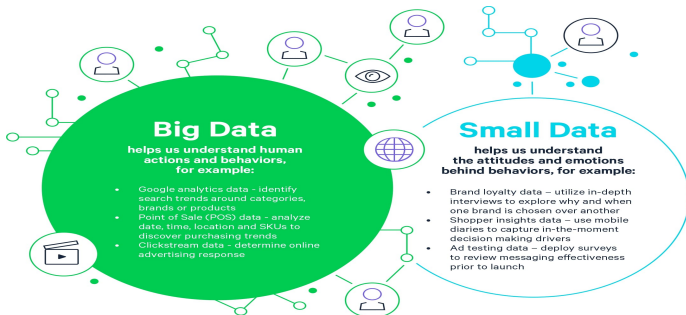 Big Data
helps us understand human
actions and behaviors,
for example:
• Google analytics data - identify
search trends around categories,
brands or products
• Point of Sale (POS) data - analyze
date, time, location and SKUs to
discover purchasing trends
• Clickstream data - determine online
advertising response
Small Data
helps us understand
the attitudes and emotions
behind behaviors, for example:
• Brand loyalty data – utilize in-depth
interviews to explore why and when
one brand is chosen over another
• Shopper insights data – use mobile
diaries to capture in-the-moment
decision making drivers
• Ad testing data – deploy surveys
to review messaging effectiveness
prior to launch